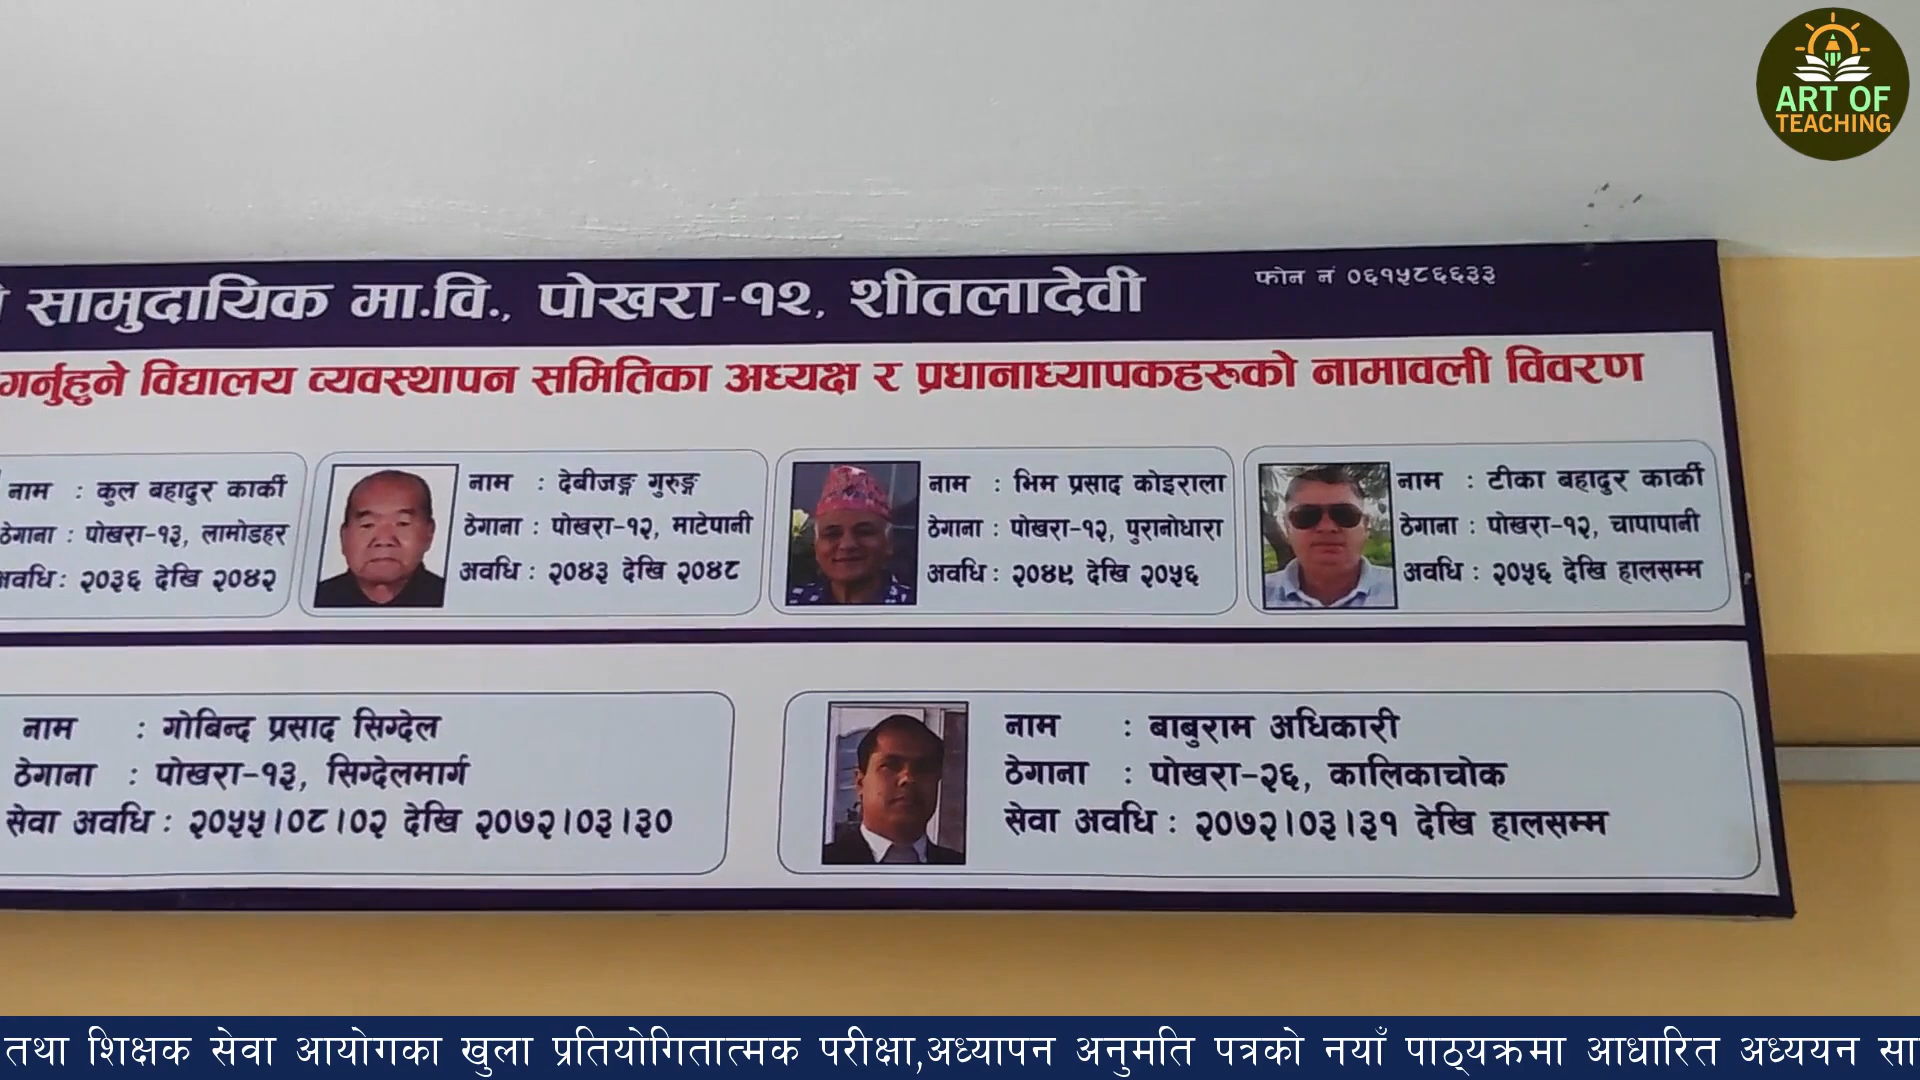 ART OF
TEACHING
सामुदायिक मा.वि., पोखरा-१२, शीतलादेवी
फोन नं ०६१५८६६३३
गर्नुहुने विद्यालय व्यवस्थापन समितिका अध्यक्ष र प्रधानाध्यापकहरूको नामावली विवरण
नाम : कुल बहादुर कार्की
ठेगाना : पोखरा-१३, लामोडहर
अवधि : २०३६ देखि २०४२
नाम : देबीजङ्ग गुरुङ्ग
ठेगाना : पोखरा-१२, माटेपानी
अवधि : २०४३ देखि २०४८
नाम : भिम प्रसाद कोइराला
ठेगाना : पोखरा-१२, पुरानोधारा
अवधि : २०४९ देखि २०५६
नाम : टीका बहादुर कार्की
ठेगाना : पोखरा-१२, चापापानी
अवधि : २०५६ देखि हालसम्म
नाम : गोबिन्द प्रसाद सिग्देल
ठेगाना : पोखरा-१३, सिग्देलमार्ग
सेवा अवधि : २०५५।०८।०२ देखि २०७२।०३।३०
नाम : बाबुराम अधिकारी
ठेगाना : पोखरा-२६, कालिकाचोक
सेवा अवधि : २०७२।०३।३१ देखि हालसम्म
तथा शिक्षक सेवा आयोगका खुला प्रतियोगितात्मक परीक्षा,अध्यापन अनुमति पत्रको नयाँ पाठ्यक्रममा आधारित अध्ययन सा